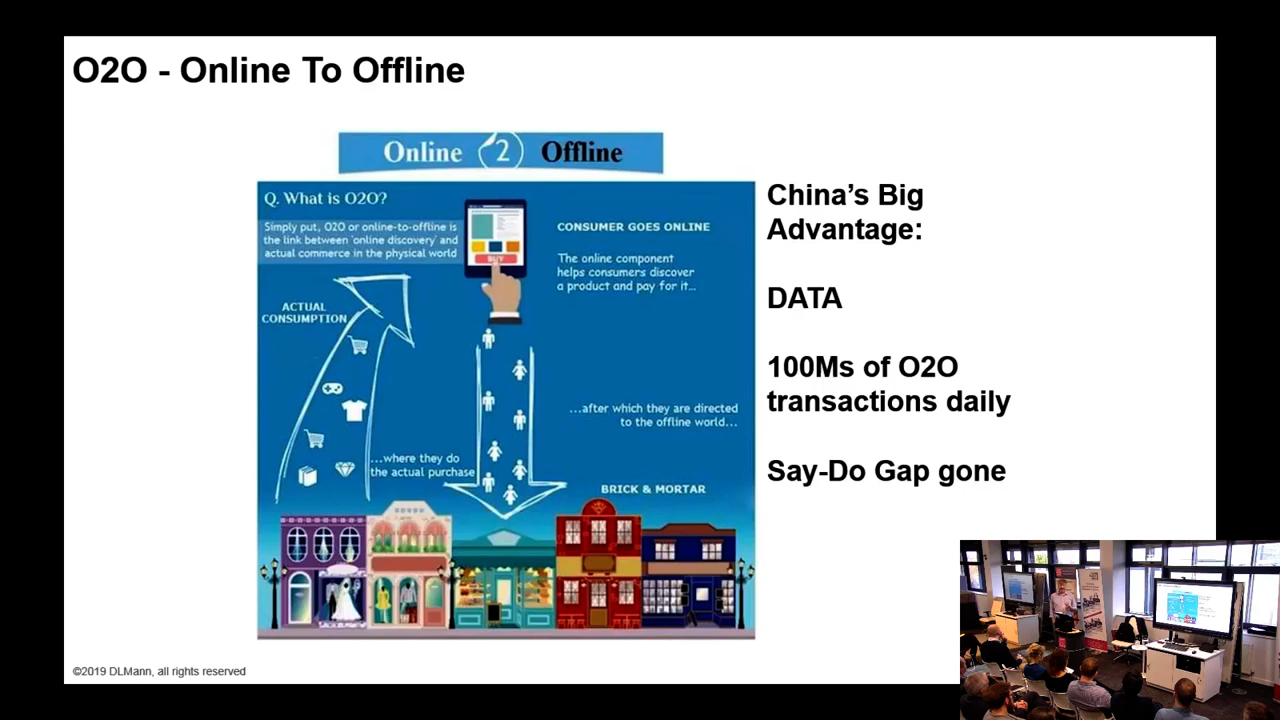 O2O - Online To Offline
Online 2 Offline
Q. What is O2O?
Simply put, O2O or online-to-offline is
the link between 'online discovery' and
actual commerce in the physical world
BUY
CONSUMER GOES ONLINE
The online component
helps consumers discover
a product and pay for it...
ACTUAL
CONSUMPTION
...after which they are directed
to the offline world...
...where they do
the actual purchase
BRICK & MORTAR
China's Big
Advantage:
DATA
100Ms of O2O
transactions daily
Say-Do Gap gone
©2019 DLMann, all rights reserved